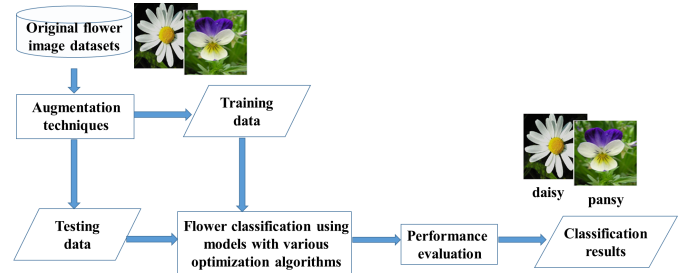 Original flower
image datasets
Augmentation
techniques
Training
data
daisy
pansy
Testing
data
Flower classification using
models with various
optimization algorithms
Performance
evaluation
Classification
results